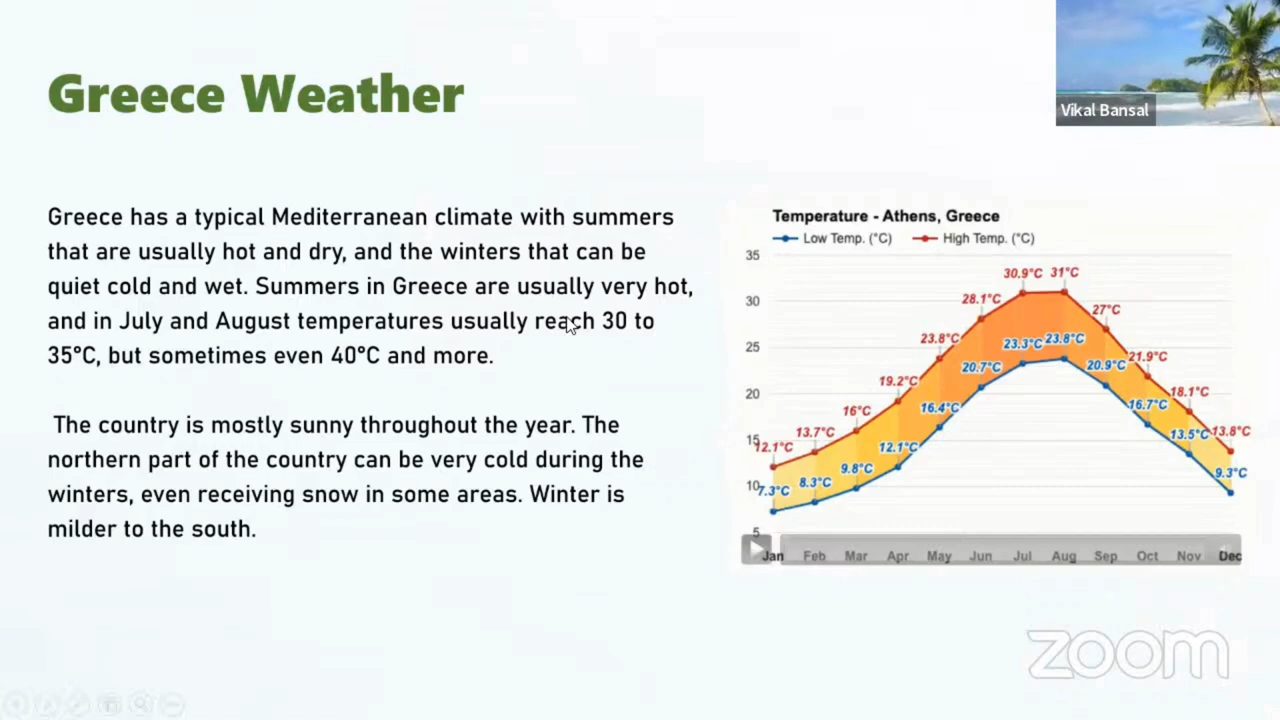 Greece Weather
Vikal Bansal
Greece has a typical Mediterranean climate with summers
that are usually hot and dry, and the winters that can be
quiet cold and wet. Summers in Greece are usually very hot,
and in July and August temperatures usually reach 30 to
35°C, but sometimes even 40°C and more.
The country is mostly sunny throughout the year. The
northern part of the country can be very cold during the
winters, even receiving snow in some areas. Winter is
milder to the south.
Temperature - Athens, Greece
Low Temp. (°C) High Temp. (°C)
35
30
25
20
15
10
5
12.1°C 13.7°C 16°C 19.2°C 23.8°C 28.1°C 30.9°C 31°C 27°C 21.9°C 18.1°C 13.8°C
7.3°C 8.3°C 9.8°C 12.1°C 16.4°C 20.7°C 23.3°C 23.8°C 20.9°C 16.7°C 13.5°C 9.3°C
Jan Feb Mar Apr May Jun Jul Aug Sep Oct Nov Dec
zoom